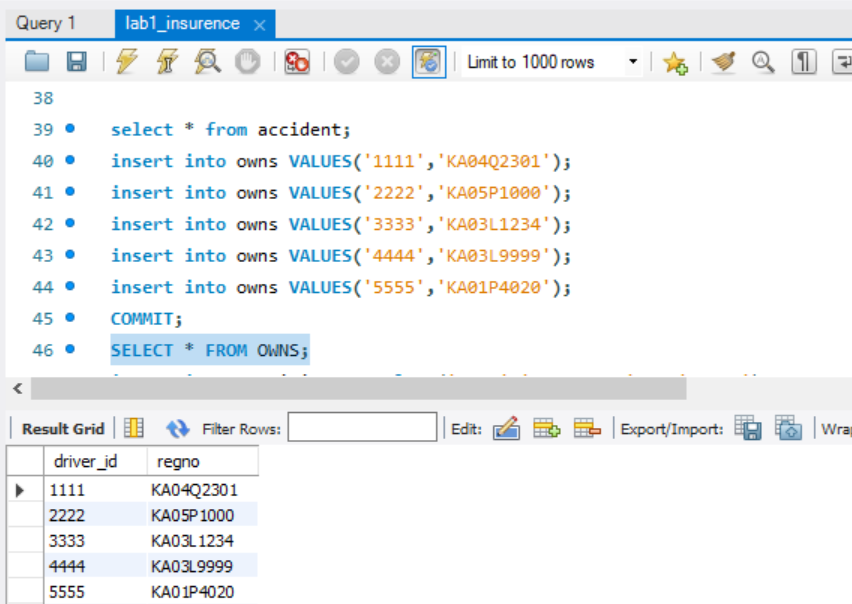 Query 1 lab1_insurence
Limit to 1000 rows
38
39 select * from accident;
40 insert into owns VALUES('1111','KA04Q2301');
41 insert into owns VALUES('2222','KA05P1000');
42 insert into owns VALUES('3333','KA03L1234');
43 insert into owns VALUES('4444','KA03L9999');
44 insert into owns VALUES('5555','KA01P4020');
45 COMMIT;
46 SELECT * FROM OWNS;
Result Grid Filter Rows: Edit: Export/Import: Wra
driver_id regno
1111 KA04Q2301
2222 KA05P1000
3333 KA03L1234
4444 KA03L9999
5555 KA01P4020